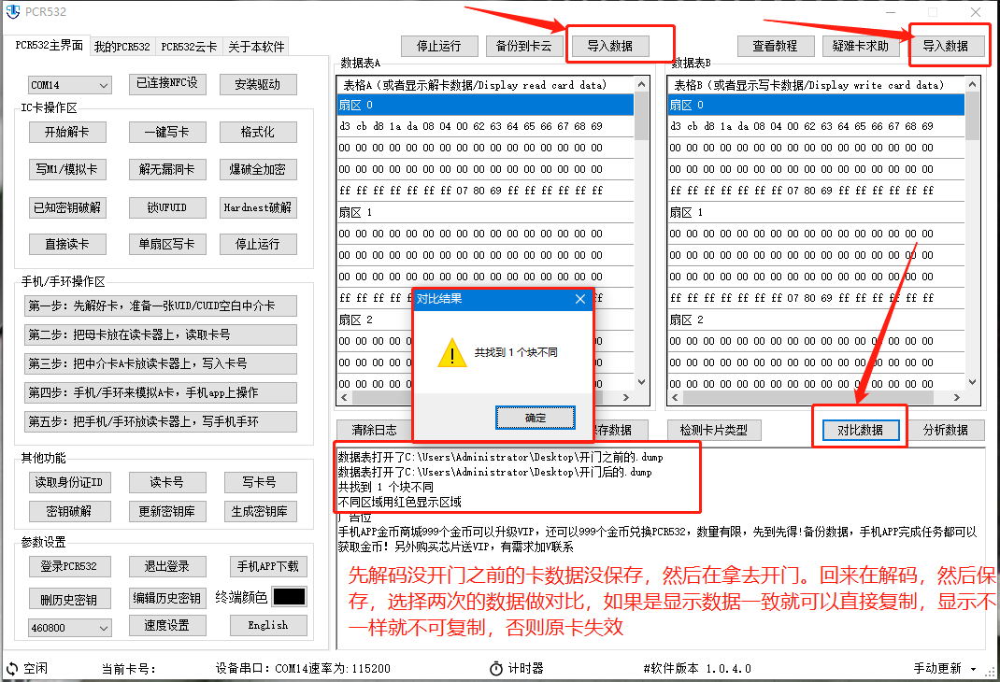 PCR532
PCR532主界面 我的PCR532 PCR532云卡 关于本软件
COM14 已连接NFC设 安装驱动
IC卡操作区
开始解卡 一键写卡 格式化
写M1/模拟卡 解无漏洞卡 爆破全加密
已知密钥破解 锁UFUID Hardnest破解
直接读卡 单扇区写卡 停止运行
手机/手环操作区
第一步: 先解好卡, 准备一张UID/CUID空白中介卡
第二步: 把母卡放在读卡器上, 读取卡号
第三步: 把中介卡A卡放读卡器上, 写入卡号
第四步: 手机/手环来模拟A卡, 手机app上操作
第五步: 把手机/手环放读卡器上, 写手机手环
其他功能
读取身份证ID 读卡号 写卡号
密钥破解 更新密钥库 生成密钥库
参数设置
登录PCR532 退出登录 手机APP下载
删历史密钥 编辑历史密钥 终端颜色
460800 速度设置 English
停止运行 备份到卡云 导入数据
数据表A
表格A (或者显示解卡数据/Display read card data)
扇区 0
d3 cb d8 1a da 08 04 00 62 63 64 65 66 67 68 69
00 00 00 00 00 00 00 00 00 00 00 00 00 00 00 00
00 00 00 00 00 00 00 00 00 00 00 00 00 00 00 00
ff ff ff ff ff ff 07 80 69 ff ff ff ff ff ff
扇区 1
00 00 00 00 00 00 00 00 00 00 00 00 00 00 00 00
00 00 00 00 00 00 00 00 00 00 00 00 00 00 00 00
00 00 00 00 00 00 00 00 00 00 00 00 00 00 00 00
ff ff ff ff ff
扇区 2
00 00 00 00
00 00 00 00
00 00 00 00
查看教程 疑难卡求助 导入数据
数据表B
表格B (或者显示写卡数据/Display write card data)
扇区 0
d3 cb d8 1a da 08 04 00 62 63 64 65 66 67 68 69
00 00 00 00 00 00 00 00 00 00 00 00 00 00 00 00
00 00 00 00 00 00 00 00 00 00 00 00 00 00 00 00
ff ff ff ff ff ff 07 80 69 ff ff ff ff ff ff
扇区 1
00 00 00 00 00 00 00 00 00 00 00 00 00 00 00 00
00 00 00 00 00 00 00 00 00 00 00 00 00 00 00 00
00 00 00 00 00 00 00 00 00 00 00 00 00 00 00 00
ff ff ff ff ff ff 07 80 69 ff ff ff ff ff ff
扇区 2
00 00 00 00 00 00 00 00 00 00 00 00 00 00 00 00
00 00 00 00 00 00 00 00 00 00 00 00 00 00 00 00
00 00 00 00 00 00 00 00 00 00 00 00 00 00 00 00
对比结果
共找到 1 个块不同
确定
清除日志 存数据 检测卡片类型 对比数据 分析数据
数据表打开了C:\Users\Administrator\Desktop\开门之前的.dump
数据表打开了C:\Users\Administrator\Desktop\开门后的.dump
共找到 1 个块不同
不同区域用红色显示区域
广告位
手机APP金币商城999个金币可以升级VIP, 还可以999个金币兑换PCR532, 数量有限, 先到先得!备份数据, 手机APP完成任务都可以
获取金币! 另外购买芯片送VIP, 有需求加V联系
先解码没开门之前的卡数据没保存，然后在拿去开门。回来在解码，然后保
存，选择两次的数据做对比，如果是显示数据一致就可以直接复制，显示不
一样就不可复制，否则原卡失效
空闲 当前卡号: 设备串口: COM14速率为:115200 计时器 #软件版本 1.0.4.0 手动更新